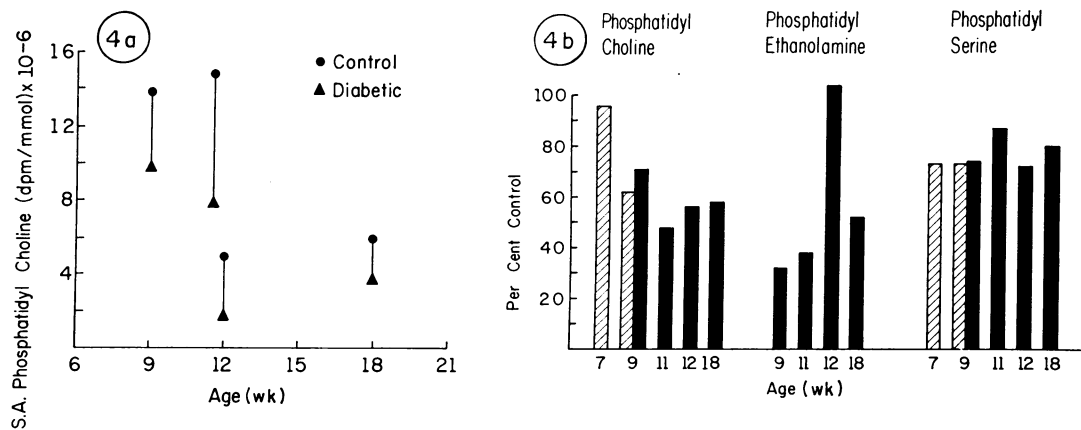 4a
16
12
8
4
S.A. Phosphatidyl Choline (dpm/mmol) x 10-6
Control
Diabetic
6 9 12 15 18 21
Age (wk)
4b
Phosphatidyl
Choline
Phosphatidyl
Ethanolamine
Phosphatidyl
Serine
100
80
60
40
20
Per Cent Control
7 9 11 12 18 9 11 12 18 7 9 11 12 18
Age (wk)